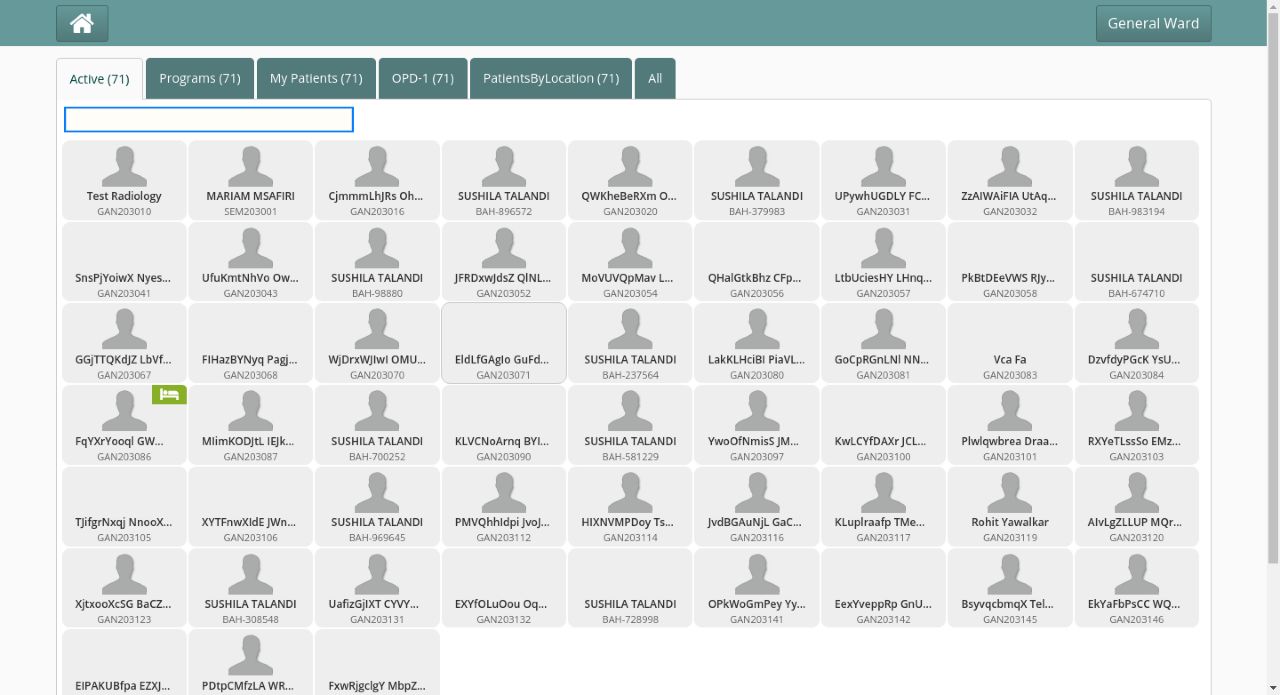 General Ward
Active (71)
Programs (71)
My Patients (71)
OPD-1 (71)
PatientsByLocation (71)
All
Test Radiology
GAN203010
MARIAM MSAFIRI
SEM203001
CjmmmLhJRs Oh...
GAN203016
SUSHILA TALANDI
BAH-896572
QWKheBeRXm O...
GAN203020
SUSHILA TALANDI
BAH-379983
UPywhUGDLY FC...
GAN203031
ZzAIWAiFIA UtAq...
GAN203032
SUSHILA TALANDI
BAH-983194
SnsPjYoiwX Nyes...
GAN203041
UfuKmtNhVo Ow...
GAN203043
SUSHILA TALANDI
BAH-98880
JFRDxwJdsZ QlNL...
GAN203052
MoVUVQpMav L...
GAN203054
QHalGtkBhz CFp...
GAN203056
LtbUciesHY LHnq...
GAN203057
PkBtDEeVWS RJy...
GAN203058
SUSHILA TALANDI
BAH-674710
GGjTTQKdJZ LbVf...
GAN203067
FIHazBYNyq Pagj...
GAN203068
WjDrxWJIwI OMU...
GAN203070
EldLfGAglo GuFd...
GAN203071
SUSHILA TALANDI
BAH-237564
LakKLHciBI PiaVL...
GAN203080
GoCpRGnLNl NN...
GAN203081
Vca Fa
GAN203083
DzvfdyPGcK YsU...
GAN203084
FqYXrYooql GW...
GAN203086
MlimKODJtL IEJk...
GAN203087
SUSHILA TALANDI
BAH-700252
KLVCNoArnq BYI...
GAN203090
SUSHILA TALANDI
BAH-581229
YwoOfNmisS JM...
GAN203097
KwLCYfDAXr JCL...
GAN203100
Plwlqwbrea Draa...
GAN203101
RXYeTLssSo EMz...
GAN203103
TJifgrNxqj NnooX...
GAN203105
XYTFnwXIdE JWn...
GAN203106
SUSHILA TALANDI
BAH-969645
PMVQhhIdpi JvoJ...
GAN203112
HIXNVMPDoy Ts...
GAN203114
JvdBGAuNjL GaC...
GAN203116
KLuplraafp TMe...
GAN203117
Rohit Yawalkar
GAN203119
AIvLgZLLUP MQr...
GAN203120
XjtxooXcSG BaCZ...
GAN203123
SUSHILA TALANDI
BAH-308548
UafizGjIXT CYVY...
GAN203131
EXYfOLuOou Oq...
GAN203132
SUSHILA TALANDI
BAH-728998
OPkWoGmPey Yy...
GAN203141
EexYveppRp GnU...
GAN203142
BsyvqcbmqX Tel...
GAN203145
EkYaFbPsCC WQ...
GAN203146
EIPAKUBfpa EZXJ...
PDtpCMfzLA WR...
FxwRjgclgY MbpZ...